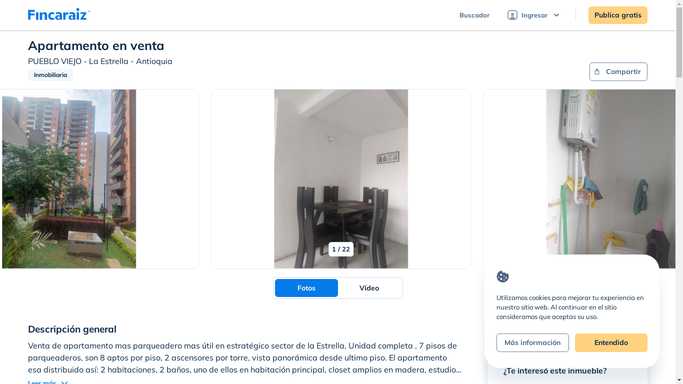 Fincaraiz
Buscador
Ingresar
Publica gratis
Apartamento en venta
PUEBLO VIEJO - La Estrella - Antioquia
Inmobiliaria
Compartir
1 / 22
Fotos
Video
Utilizamos cookies para mejorar tu experiencia en
nuestro sitio web. Al continuar en el sitio
consideramos que aceptas su uso.
Más información
Entendido
Descripción general
Venta de apartamento mas parqueadero mas útil en estratégico sector de la Estrella, Unidad completa , 7 pisos de
parqueaderos, son 8 aptos por piso, 2 ascensores por torre, vista panorámica desde ultimo piso. El apartamento
esa distribuido así: 2 habitaciones, 2 baños, uno de ellos en habitación principal, closet amplios en madera, estudio...
Leer más
¿Te interesó este inmueble?